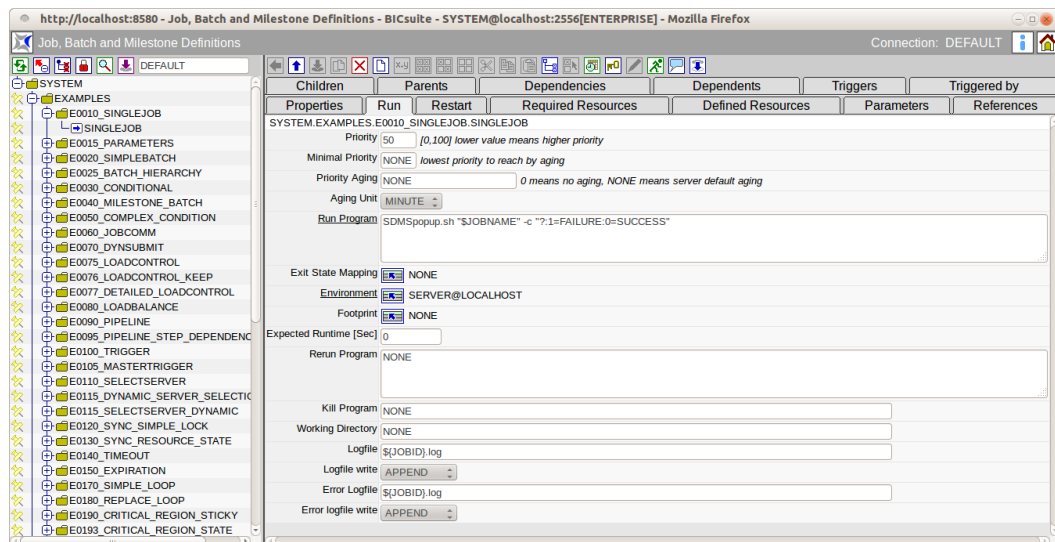 http://localhost:8580 - Job, Batch and Milestone Definitions - BICsuite - SYSTEM@localhost:2556[ENTERPRISE] - Mozilla Firefox
Job, Batch and Milestone Definitions
Connection: DEFAULT
DEFAULT
SYSTEM
EXAMPLES
E0010_SINGLEJOB
SINGLEJOB
E0015_PARAMETERS
E0020_SIMPLEBATCH
E0025_BATCH_HIERARCHY
E0030_CONDITIONAL
E0040_MILESTONE_BATCH
E0050_COMPLEX_CONDITION
E0060_JOBCOMM
E0070_DYNSUBMIT
E0075_LOADCONTROL
E0076_LOADCONTROL_KEEP
E0077_DETAILED_LOADCONTROL
E0080_LOADBALANCE
E0090_PIPELINE
E0095_PIPELINE_STEP_DEPENDENC
E0100_TRIGGER
E0105_MASTERTRIGGER
E0110_SELECTSERVER
E0115_DYNAMIC_SERVER_SELECTIO
E0115_SELECTSERVER_DYNAMIC
E0120_SYNC_SIMPLE_LOCK
E0130_SYNC_RESOURCE_STATE
E0140_TIMEOUT
E0150_EXPIRATION
E0170_SIMPLE_LOOP
E0180_REPLACE_LOOP
E0190_CRITICAL_REGION_STICKY
E0193_CRITICAL_REGION_STATE
Children Parents Dependencies Dependents Triggers Triggered by
Properties Run Restart Required Resources Defined Resources Parameters References
SYSTEM.EXAMPLES.E0010_SINGLEJOB.SINGLEJOB
Priority 50 [0,100] lower value means higher priority
Minimal Priority NONE lowest priority to reach by aging
Priority Aging NONE 0 means no aging, NONE means server default aging
Aging Unit MINUTE
Run Program SDMSpopup.sh "$JOBNAME" -c "?:1=FAILURE:0=SUCCESS"
Exit State Mapping NONE
Environment SERVER@LOCALHOST
Footprint NONE
Expected Runtime [Sec] 0
Rerun Program NONE
Kill Program NONE
Working Directory NONE
Logfile ${JOBID}.log
Logfile write APPEND
Error Logfile ${JOBID}.log
Error logfile write APPEND